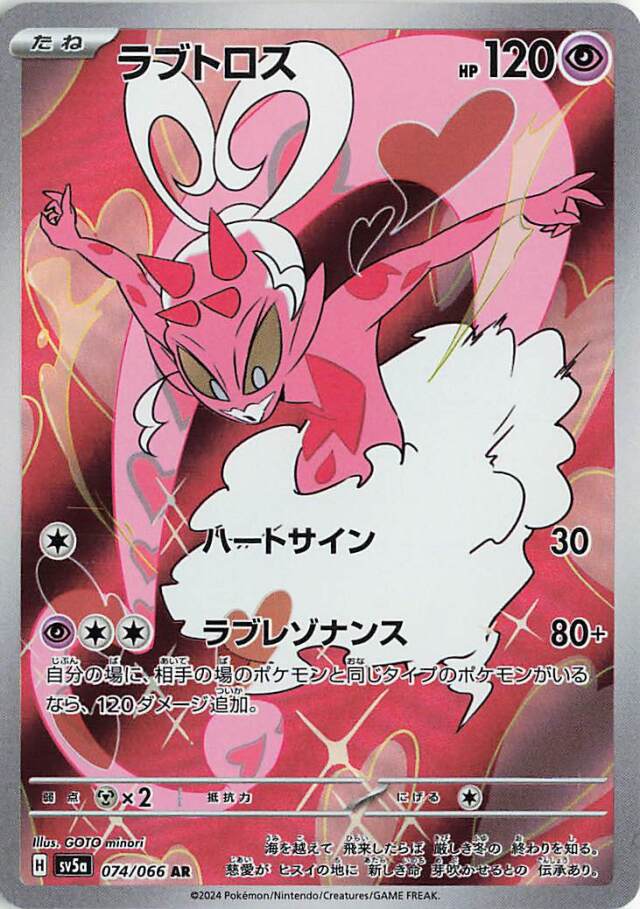 たね ラブトロス HP 120
ハートサイン 30
ラブレゾナンス 80+
自分の場に、相手の場のポケモンと同じタイプのポケモンがいる
なら、120ダメージ追加。
弱点 ×2 抵抗力 にげる
Illus. GOTO minori
海を越えて 飛来したらば 厳しき冬の 終わりを知る。
慈愛が ヒスイの地に 新しき命 芽吹かせるとの 伝承あり。
H sv5a 074/066 AR
©2024 Pokémon/Nintendo/Creatures/GAME FREAK.